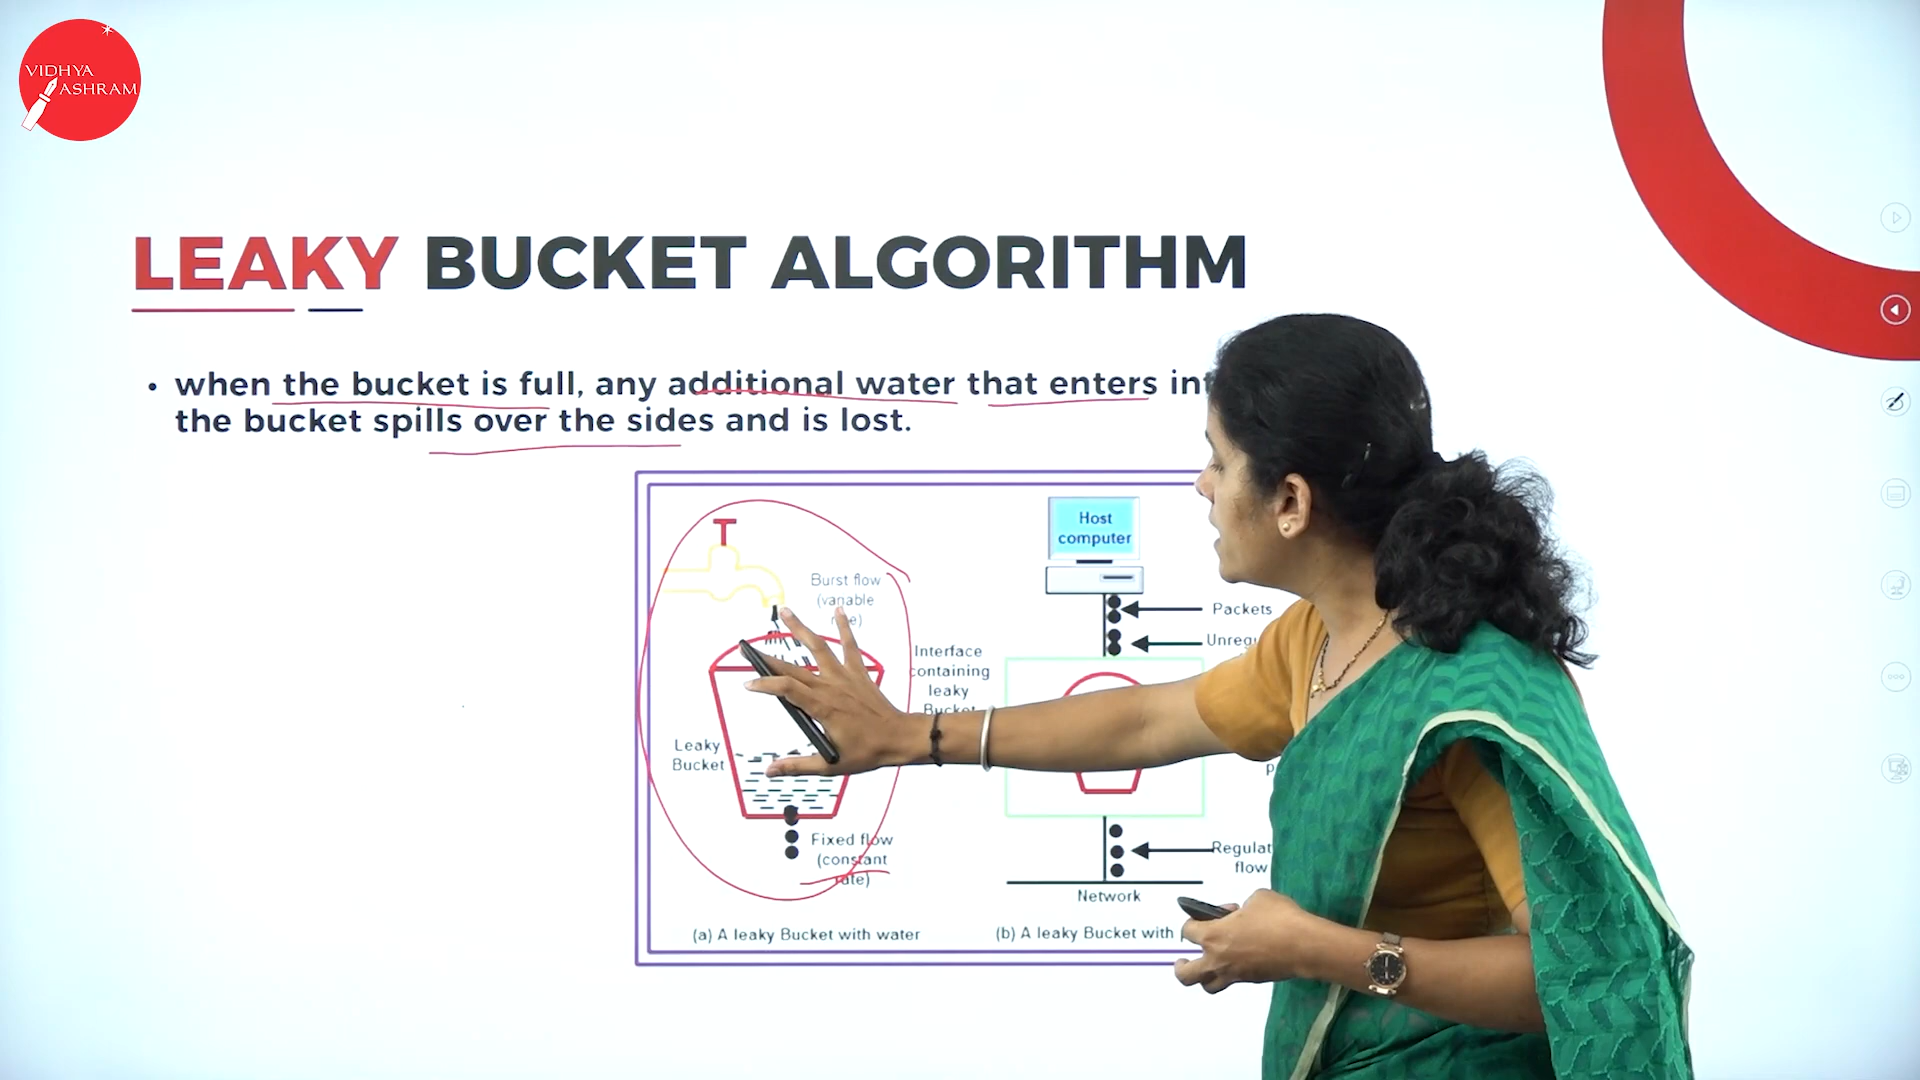 VIDHYA
ASHRAM
LEAKY BUCKET ALGORITHM
• when the bucket is full, any additional water that enters
the bucket spills over the sides and is lost.
Host
computer
Burst flow
(variable
Packets
Interface
containing
leaky
Bucket
Leaky
Bucket
Fixed flow
(constant
rate)
flow
Network
(a) A leaky Bucket with water
(b) A leaky Bucket with